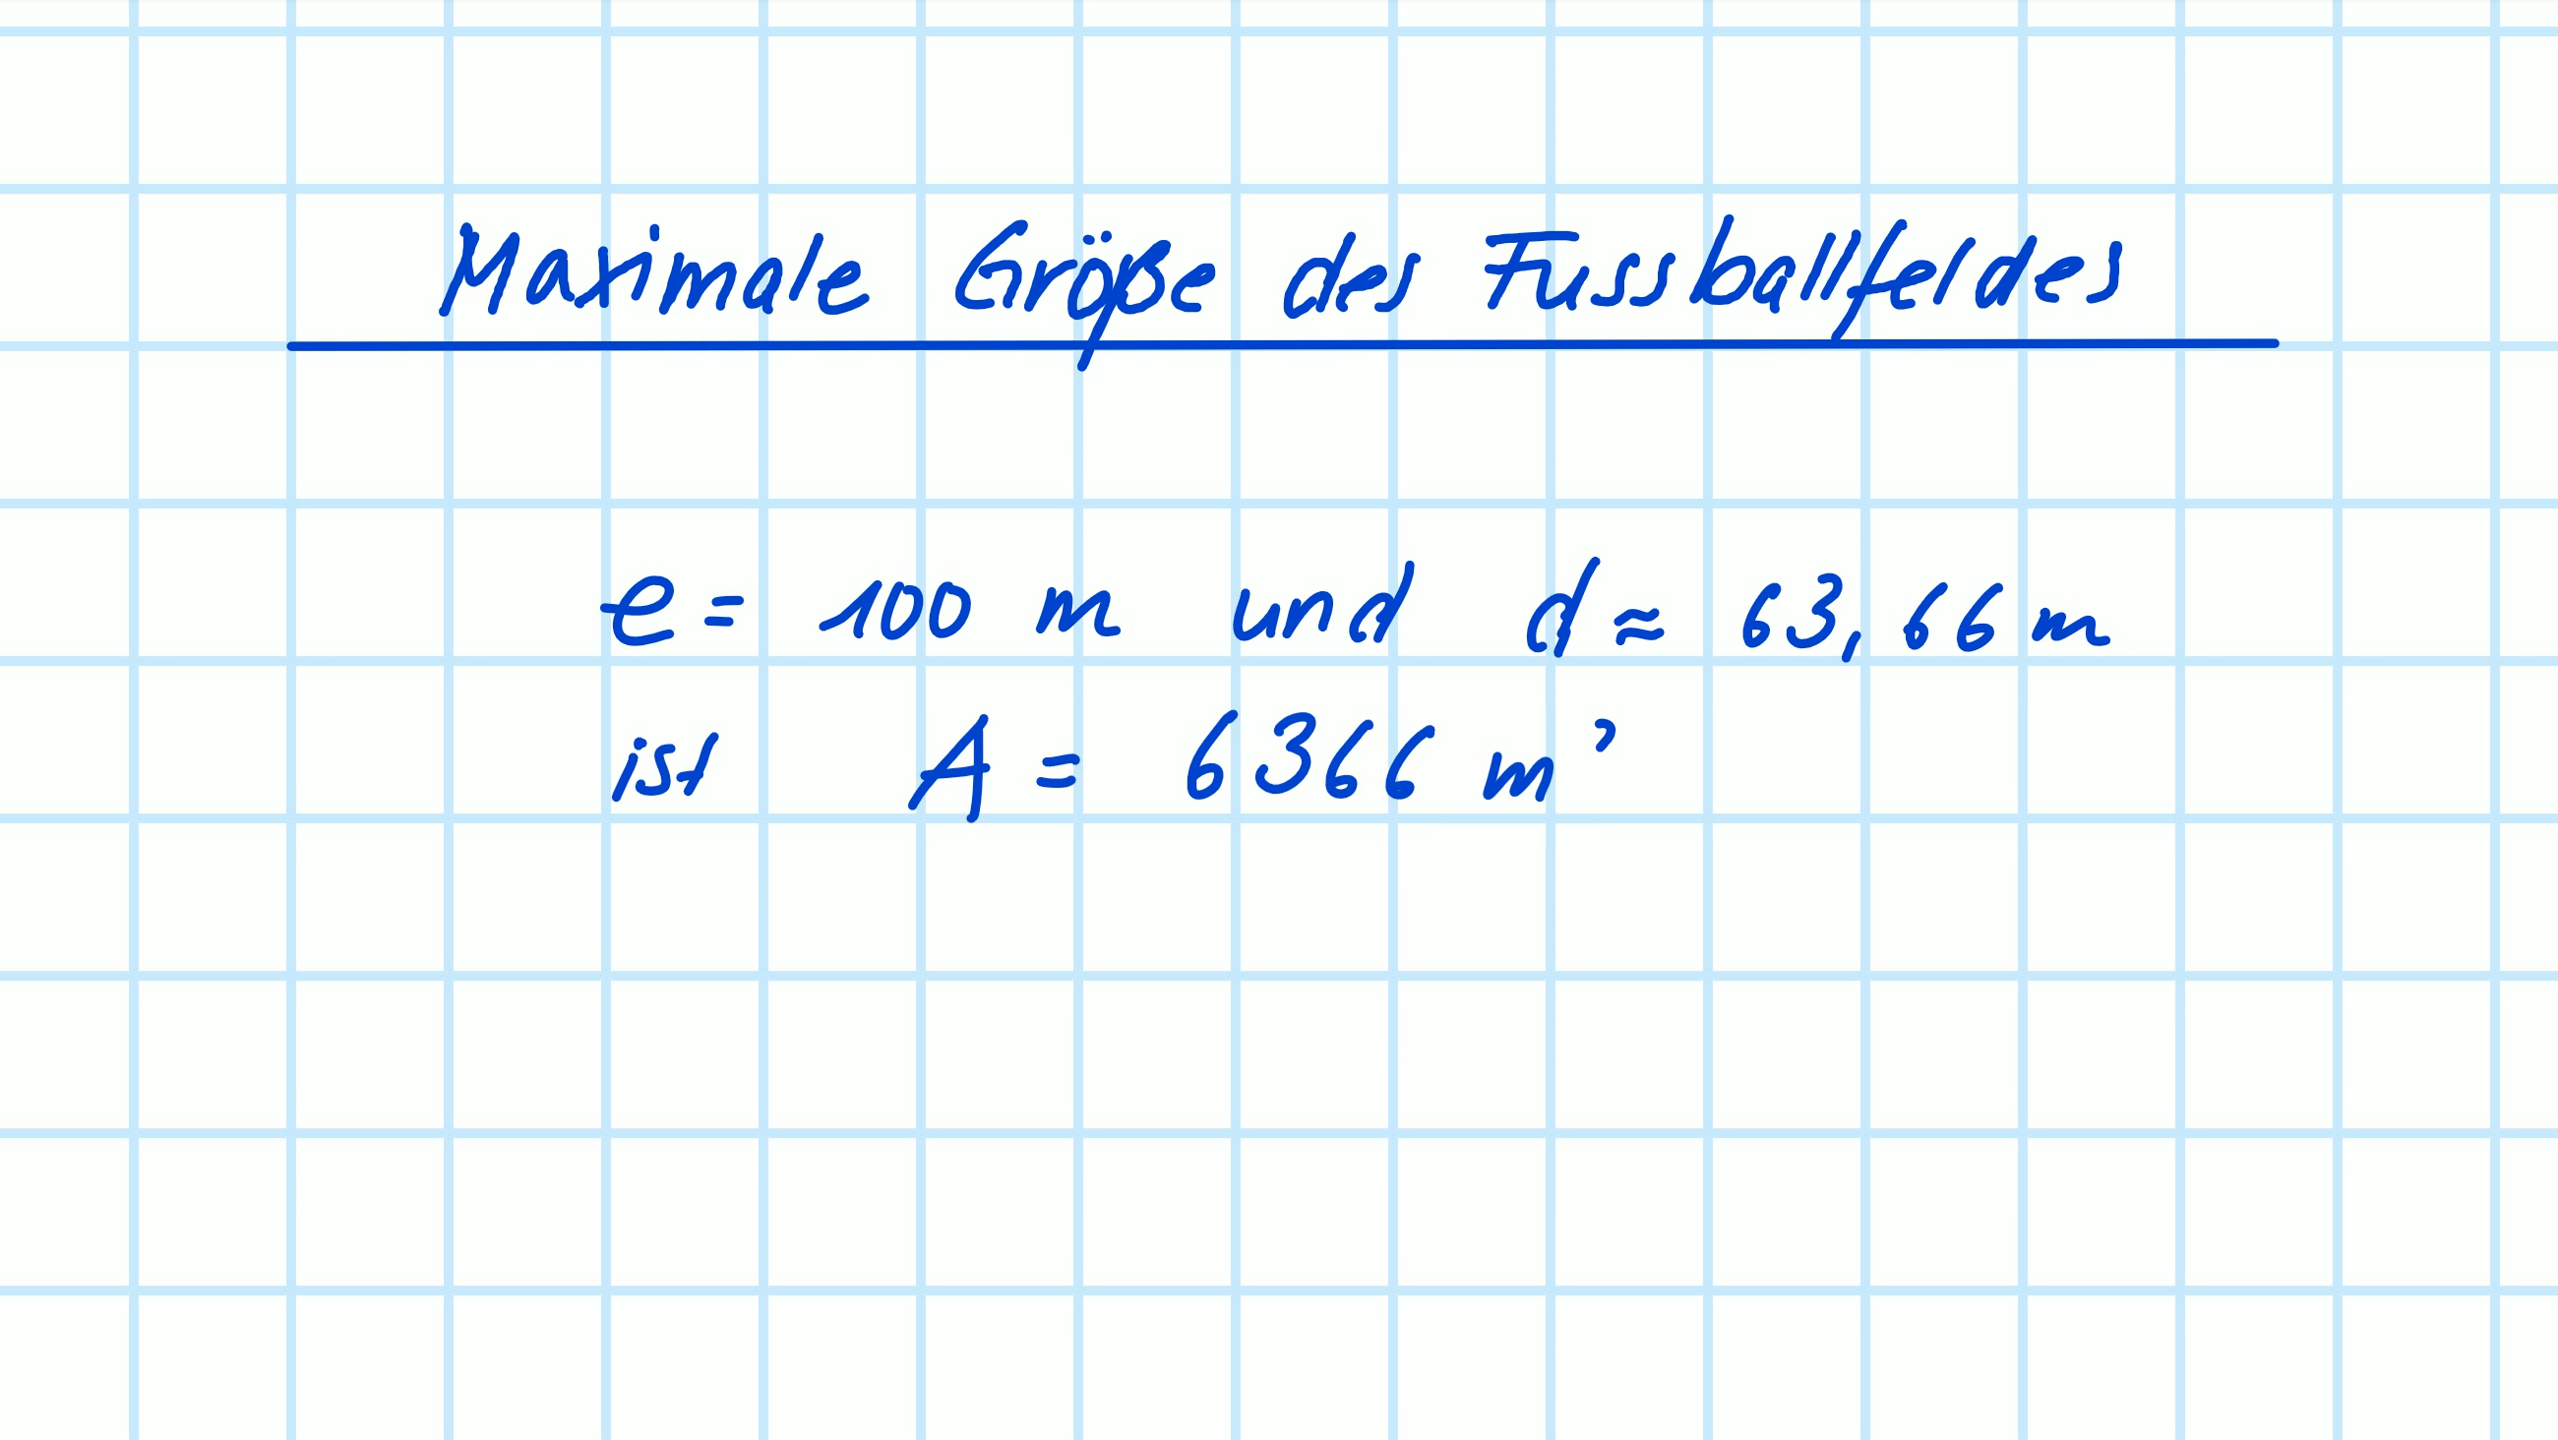 Maximale Größe des Fussballfeldes
e = 100 m und d ≈ 63,66 m
ist A = 6366 m²